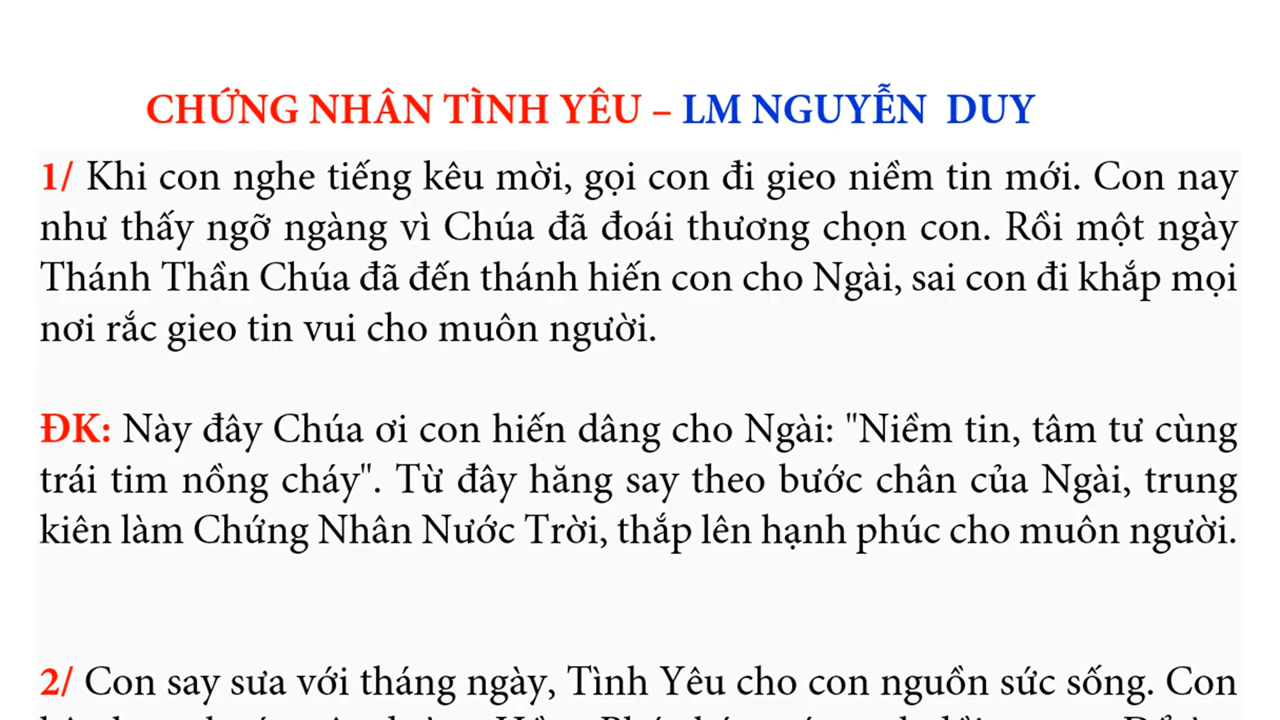 CHỨNG NHÂN TÌNH YÊU – LM NGUYỄN DUY
1/ Khi con nghe tiếng kêu mời, gọi con đi gieo niềm tin mới. Con nay
như thấy ngỡ ngàng vì Chúa đã đoái thương chọn con. Rồi một ngày
Thánh Thần Chúa đã đến thánh hiến con cho Ngài, sai con đi khắp mọi
nơi rắc gieo tin vui cho muôn người.
ĐK: Này đây Chúa ơi con hiến dâng cho Ngài: "Niềm tin, tâm tư cùng
trái tim nồng cháy". Từ đây hăng say theo bước chân của Ngài, trung
kiên làm Chứng Nhân Nước Trời, thắp lên hạnh phúc cho muôn người.
2/ Con say sưa với tháng ngày, Tình Yêu cho con nguồn sức sống. Con